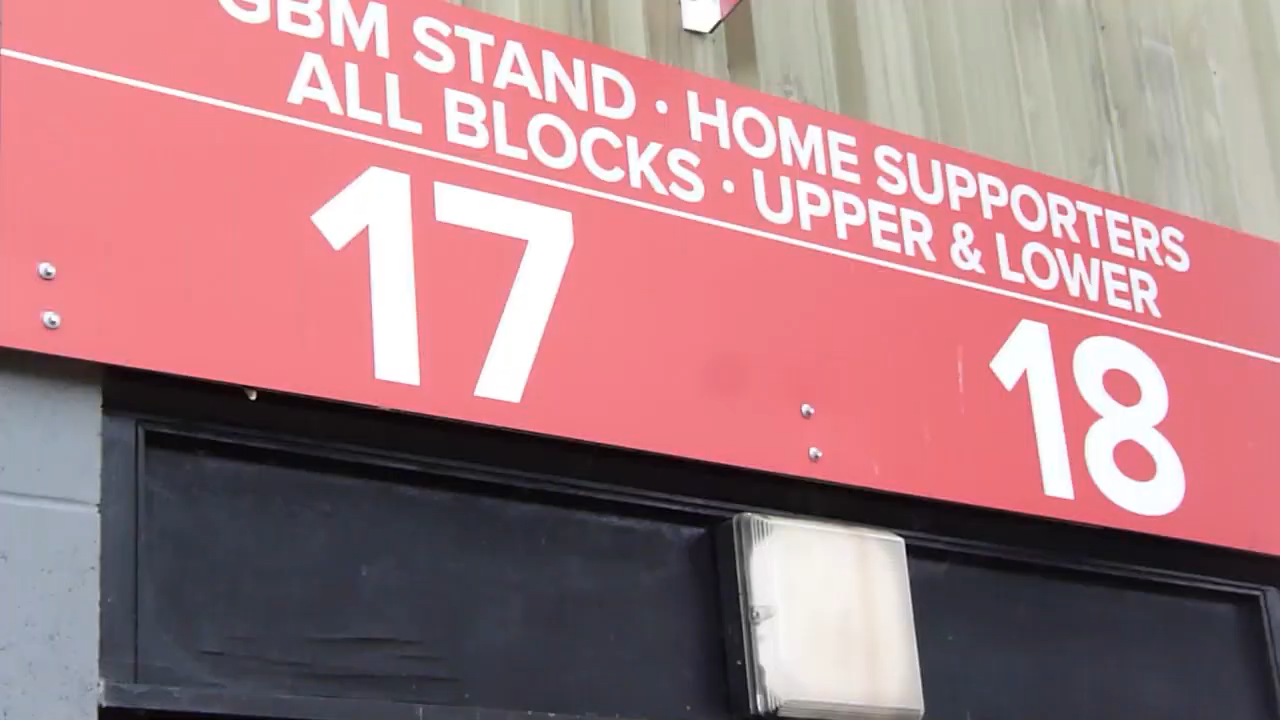 GBM STAND · HOME SUPPORTERS
ALL BLOCKS · UPPER & LOWER
17 18